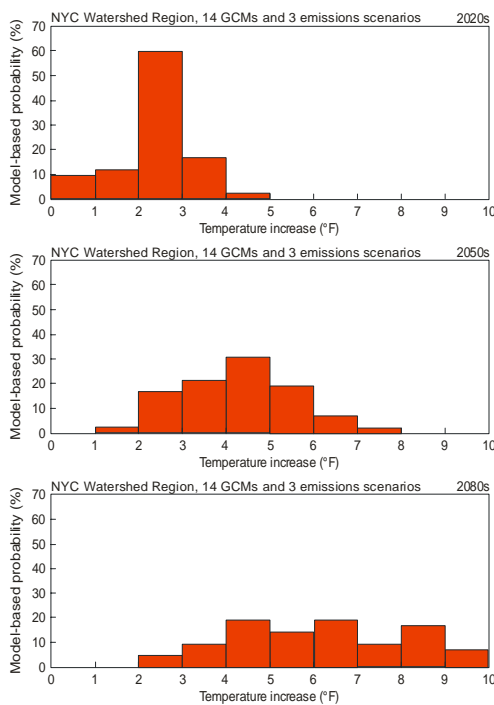 NYC Watershed Region, 14 GCMs and 3 emissions scenarios 2020s
70
60
50
40
30
20
10
0
Model-based probability (%)
0 1 2 3 4 5 6 7 8 9 10
Temperature increase (°F)
NYC Watershed Region, 14 GCMs and 3 emissions scenarios 2050s
70
60
50
40
30
20
10
0
Model-based probability (%)
0 1 2 3 4 5 6 7 8 9 10
Temperature increase (°F)
NYC Watershed Region, 14 GCMs and 3 emissions scenarios 2080s
70
60
50
40
30
20
10
0
Model-based probability (%)
0 1 2 3 4 5 6 7 8 9 10
Temperature increase (°F)